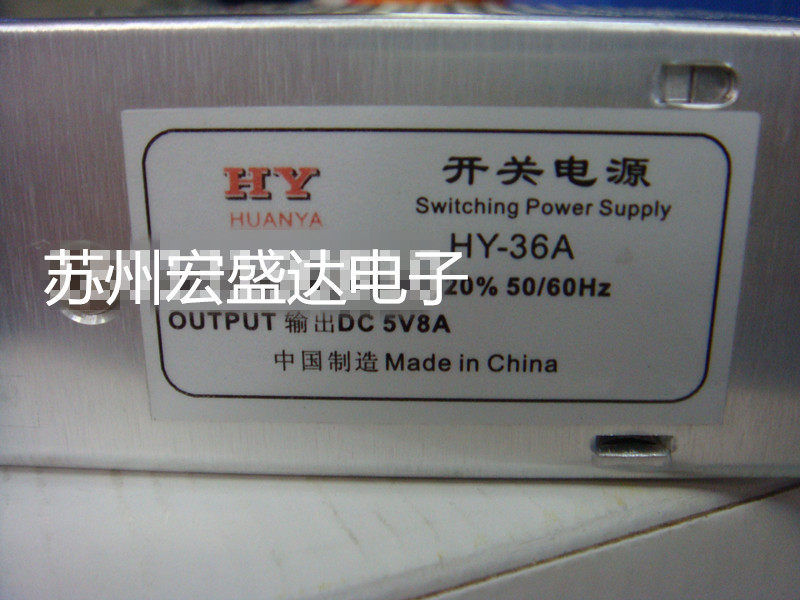 HY
HUANYA
开关电源
Switching Power Supply
HY-36A
苏州宏盛达电子
20% 50/60Hz
OUTPUT 输出DC 5V8A
中国制造 Made in China